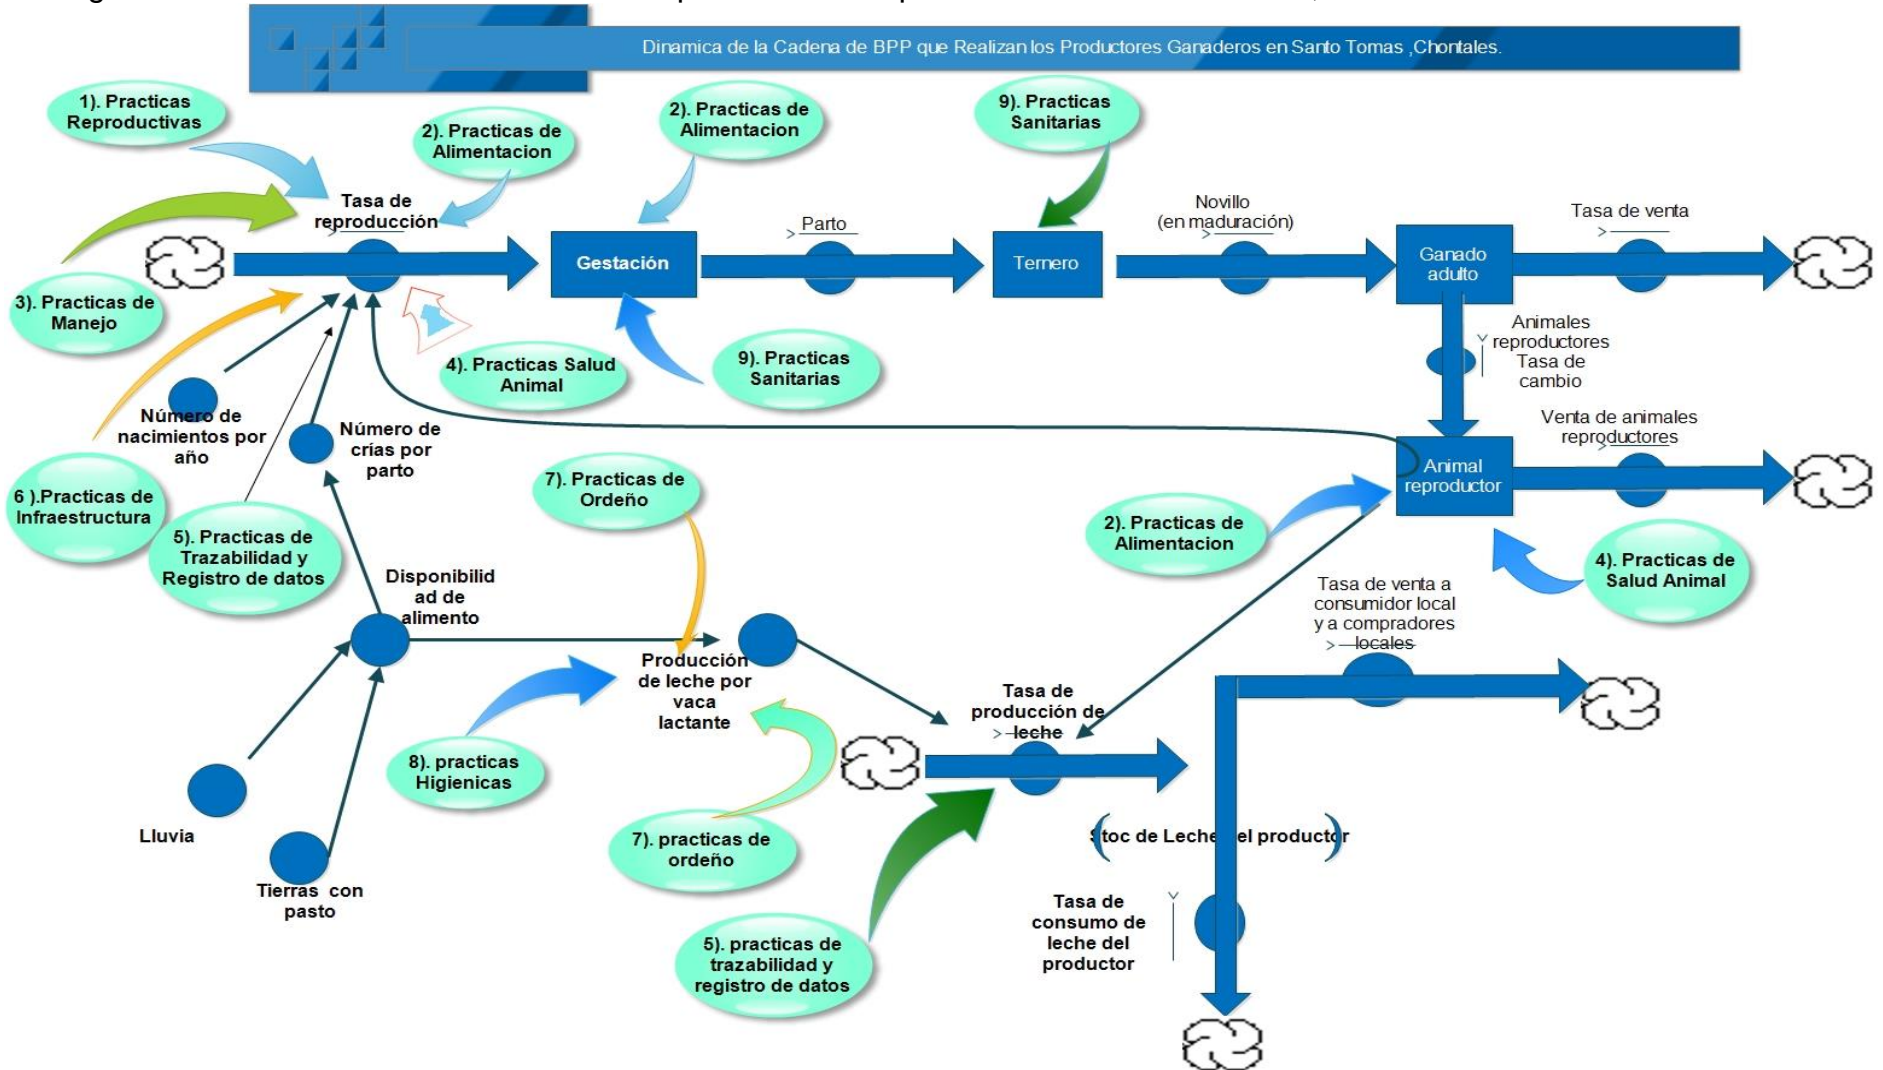 Dinamica de la Cadena de BPP que Realizan los Productores Ganaderos en Santo Tomas ,Chontales.
1). Practicas
Reproductivas
2). Practicas de
Alimentacion
2). Practicas de
Alimentacion
9). Practicas
Sanitarias
Tasa de
reproducción
Parto
Novillo
(en maduración)
Tasa de venta
Gestación
Ternero
Ganado
adulto
3). Practicas de
Manejo
4). Practicas Salud
Animal
9). Practicas
Sanitarias
Animales
reproductores
Tasa de
cambio
Número de
nacimientos por
año
Número de
crías por
parto
Venta de animales
reproductores
Animal
reproductor
6 ).Practicas de
Infraestructura
5). Practicas de
Trazabilidad y
Registro de datos
7). Practicas de
Ordeño
2). Practicas de
Alimentacion
4). Practicas de
Salud Animal
Disponibilid
ad de
alimento
Tasa de venta a
consumidor local
y a compradores
locales
Producción
de leche por
vaca
lactante
Tasa de
producción de
leche
8). practicas
Higienicas
7). practicas de
ordeño
Lluvia
Tierras con
pasto
Stoc de Leche del productor
5). practicas de
trazabilidad y
registro de datos
Tasa de
consumo de
leche del
productor